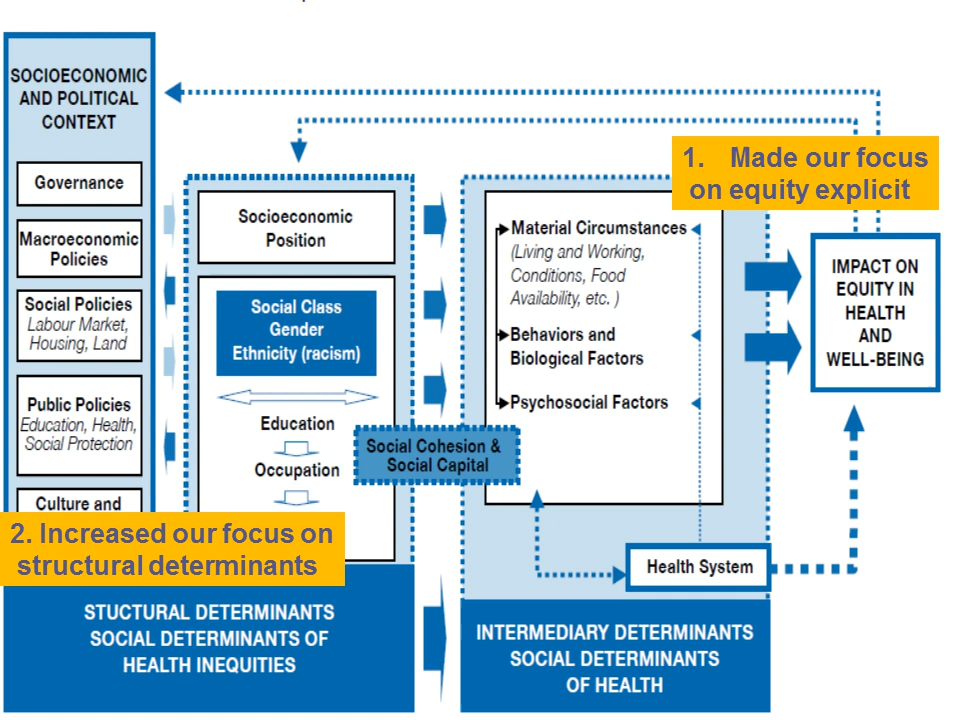 SOCIOECONOMIC
AND POLITICAL
CONTEXT
Governance
Macroeconomic
Policies
Social Policies
Labour Market,
Housing, Land
Public Policies
Education, Health,
Social Protection
Culture and
2. Increased our focus on
structural determinants
Socioeconomic
Position
Social Class
Gender
Ethnicity (racism)
Education
Occupation
STUCTURAL DETERMINANTS
SOCIAL DETERMINANTS OF
HEALTH INEQUITIES
Social Cohesion &
Social Capital
1. Made our focus
on equity explicit
Material Circumstances
(Living and Working,
Conditions, Food
Availability, etc. )
Behaviors and
Biological Factors
Psychosocial Factors
Health System
INTERMEDIARY DETERMINANTS
SOCIAL DETERMINANTS
OF HEALTH
IMPACT ON
EQUITY IN
HEALTH
AND
WELL-BEING